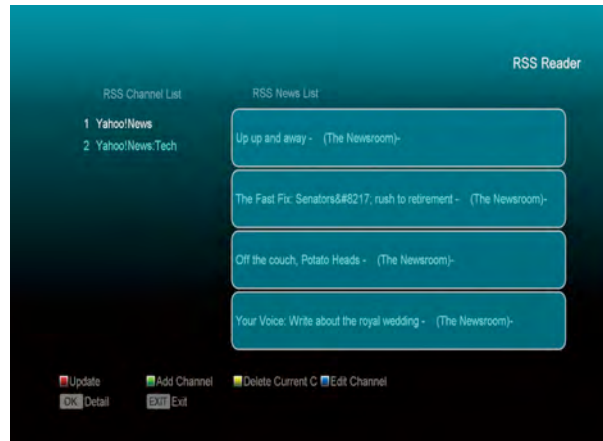 RSS Reader
RSS Channel List
RSS News List
1 Yahoo!News
2 Yahoo!News:Tech
Up up and away - (The Newsroom)-
The Fast Fix: Senators&#8217; rush to retirement - (The Newsroom)-
Off the couch, Potato Heads - (The Newsroom)-
Your Voice: Write about the royal wedding - (The Newsroom)-
Update Add Channel Delete Current C Edit Channel
OK Detail EXIT Exit